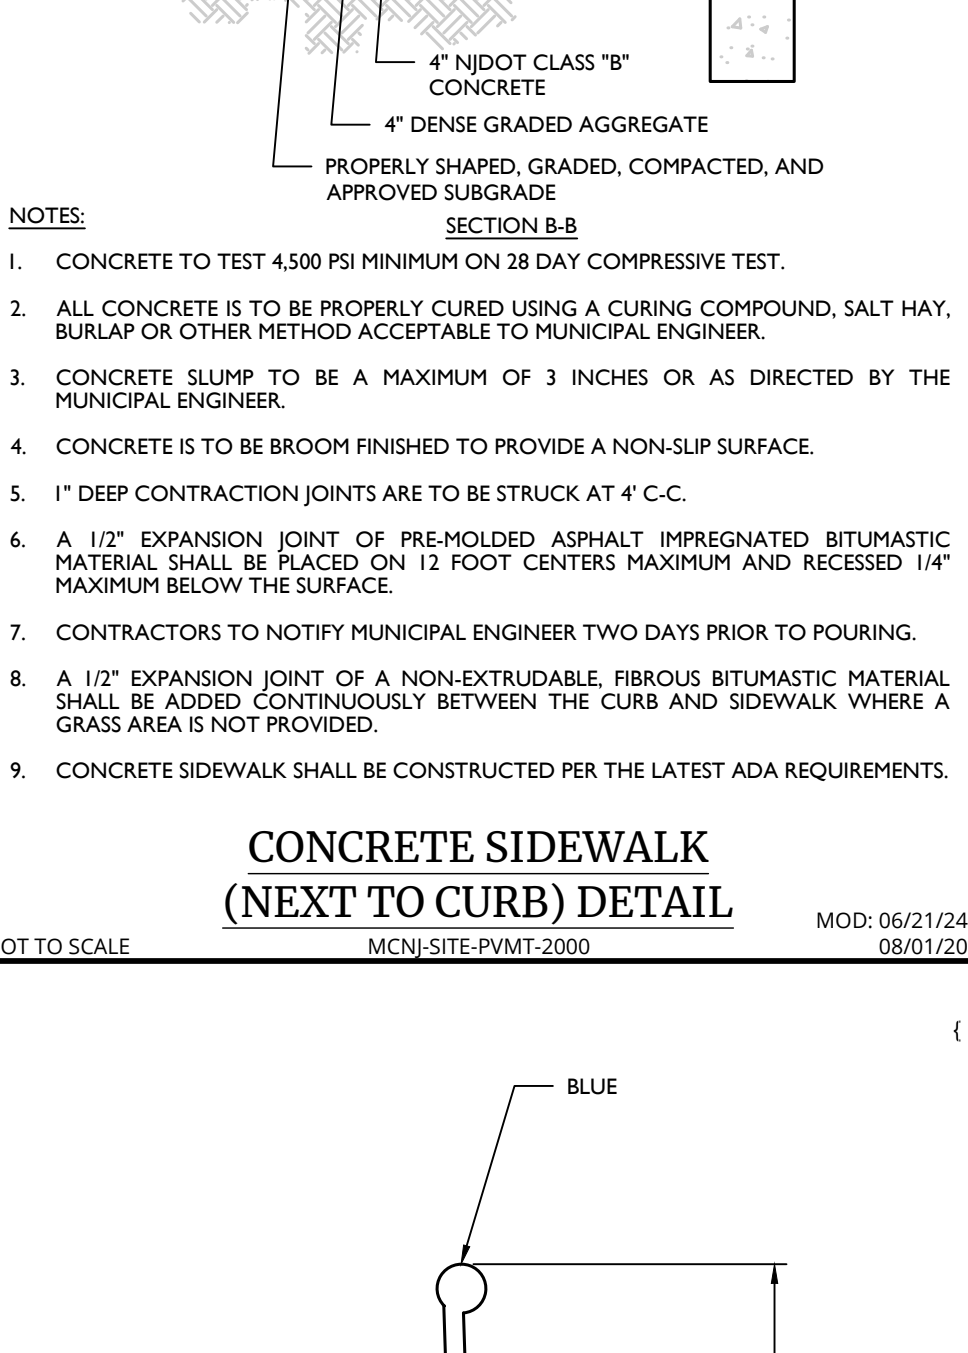 4" NJDOT CLASS "B"
CONCRETE
4" DENSE GRADED AGGREGATE
PROPERLY SHAPED, GRADED, COMPACTED, AND
APPROVED SUBGRADE
NOTES:
SECTION B-B
1. CONCRETE TO TEST 4,500 PSI MINIMUM ON 28 DAY COMPRESSIVE TEST.
2. ALL CONCRETE IS TO BE PROPERLY CURED USING A CURING COMPOUND, SALT HAY,
BURLAP OR OTHER METHOD ACCEPTABLE TO MUNICIPAL ENGINEER.
3. CONCRETE SLUMP TO BE A MAXIMUM OF 3 INCHES OR AS DIRECTED BY THE
MUNICIPAL ENGINEER.
4. CONCRETE IS TO BE BROOM FINISHED TO PROVIDE A NON-SLIP SURFACE.
5. 1" DEEP CONTRACTION JOINTS ARE TO BE STRUCK AT 4' C-C.
6. A 1/2" EXPANSION JOINT OF PRE-MOLDED ASPHALT IMPREGNATED BITUMASTIC
MATERIAL SHALL BE PLACED ON 12 FOOT CENTERS MAXIMUM AND RECESSED 1/4"
MAXIMUM BELOW THE SURFACE.
7. CONTRACTORS TO NOTIFY MUNICIPAL ENGINEER TWO DAYS PRIOR TO POURING.
8. A 1/2" EXPANSION JOINT OF A NON-EXTRUDABLE, FIBROUS BITUMASTIC MATERIAL
SHALL BE ADDED CONTINUOUSLY BETWEEN THE CURB AND SIDEWALK WHERE A
GRASS AREA IS NOT PROVIDED.
9. CONCRETE SIDEWALK SHALL BE CONSTRUCTED PER THE LATEST ADA REQUIREMENTS.
CONCRETE SIDEWALK
(NEXT TO CURB) DETAIL
MOD: 06/21/24
OT TO SCALE MCNJ-SITE-PVMT-2000 08/01/20
{
BLUE